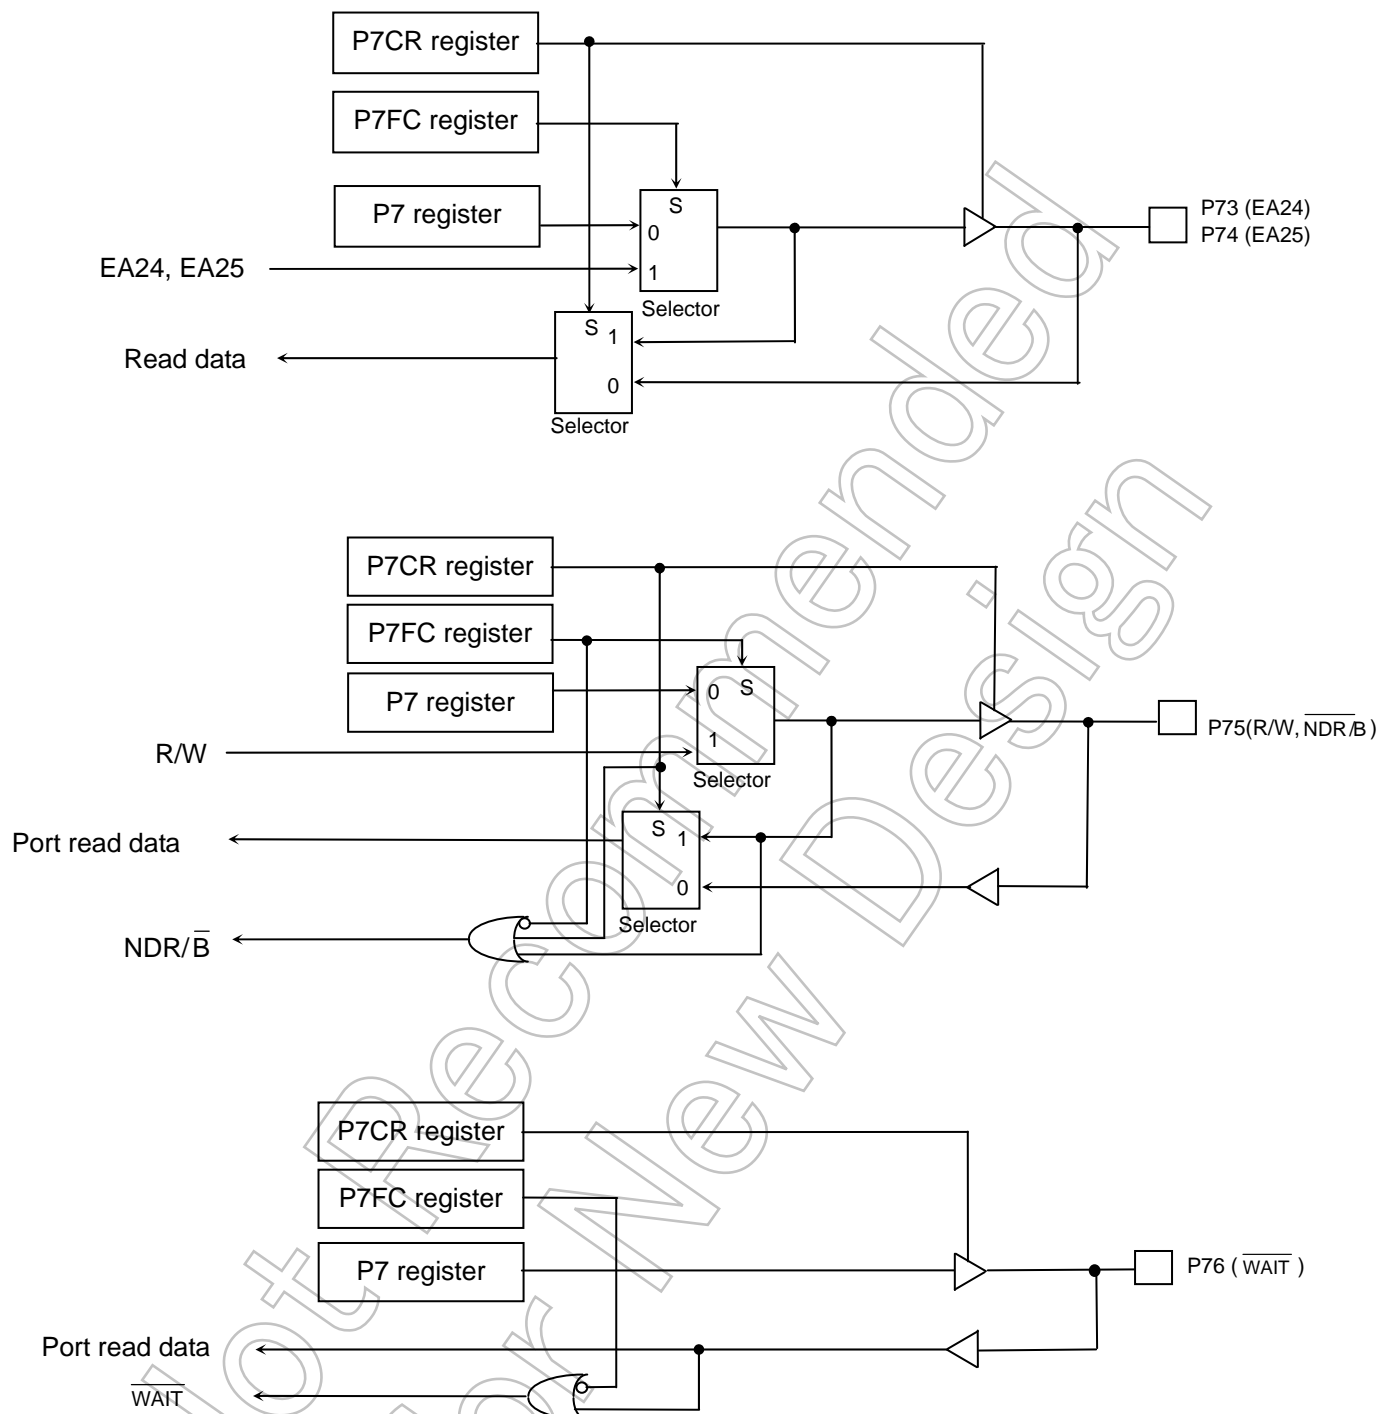 P7CR register
P7FC register
P7 register
S
0
1
Selector
EA24, EA25
P73 (EA24)
P74 (EA25)
S 1
0
Selector
Read data
P7CR register
P7FC register
P7 register
0 S
1
Selector
R/W
P75(R/W, NDR/B)
S 1
0
Selector
Port read data
NDR/B
P7CR register
P7FC register
P7 register
P76 ( WAIT )
Port read data
WAIT
Not Recommended
for New Design